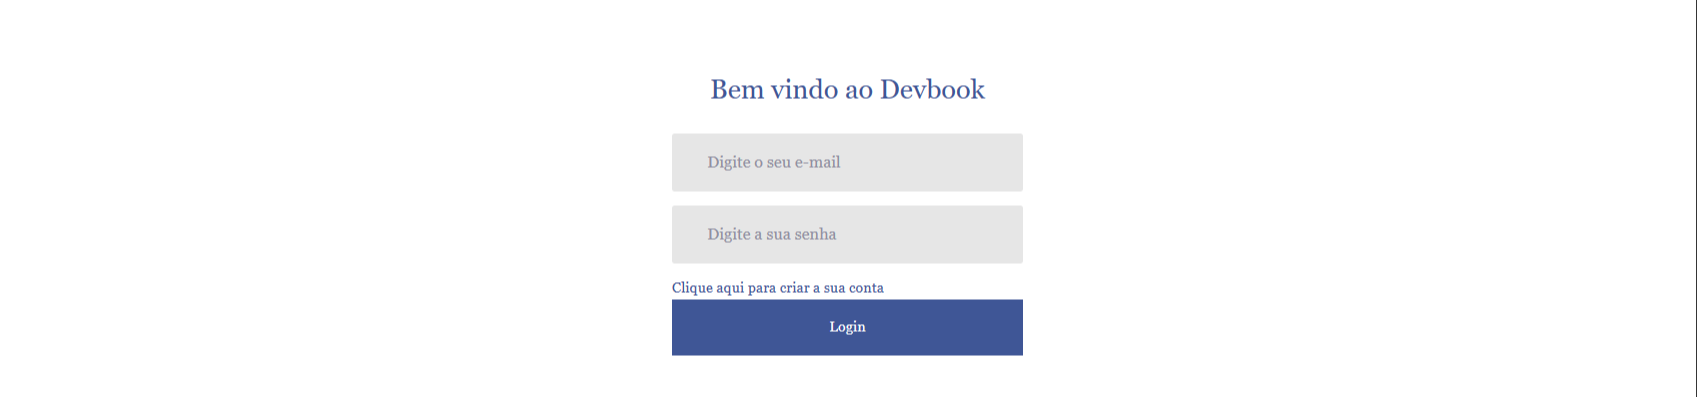 Bem vindo ao Devbook
Digite o seu e-mail
Digite a sua senha
Clique aqui para criar a sua conta
Login